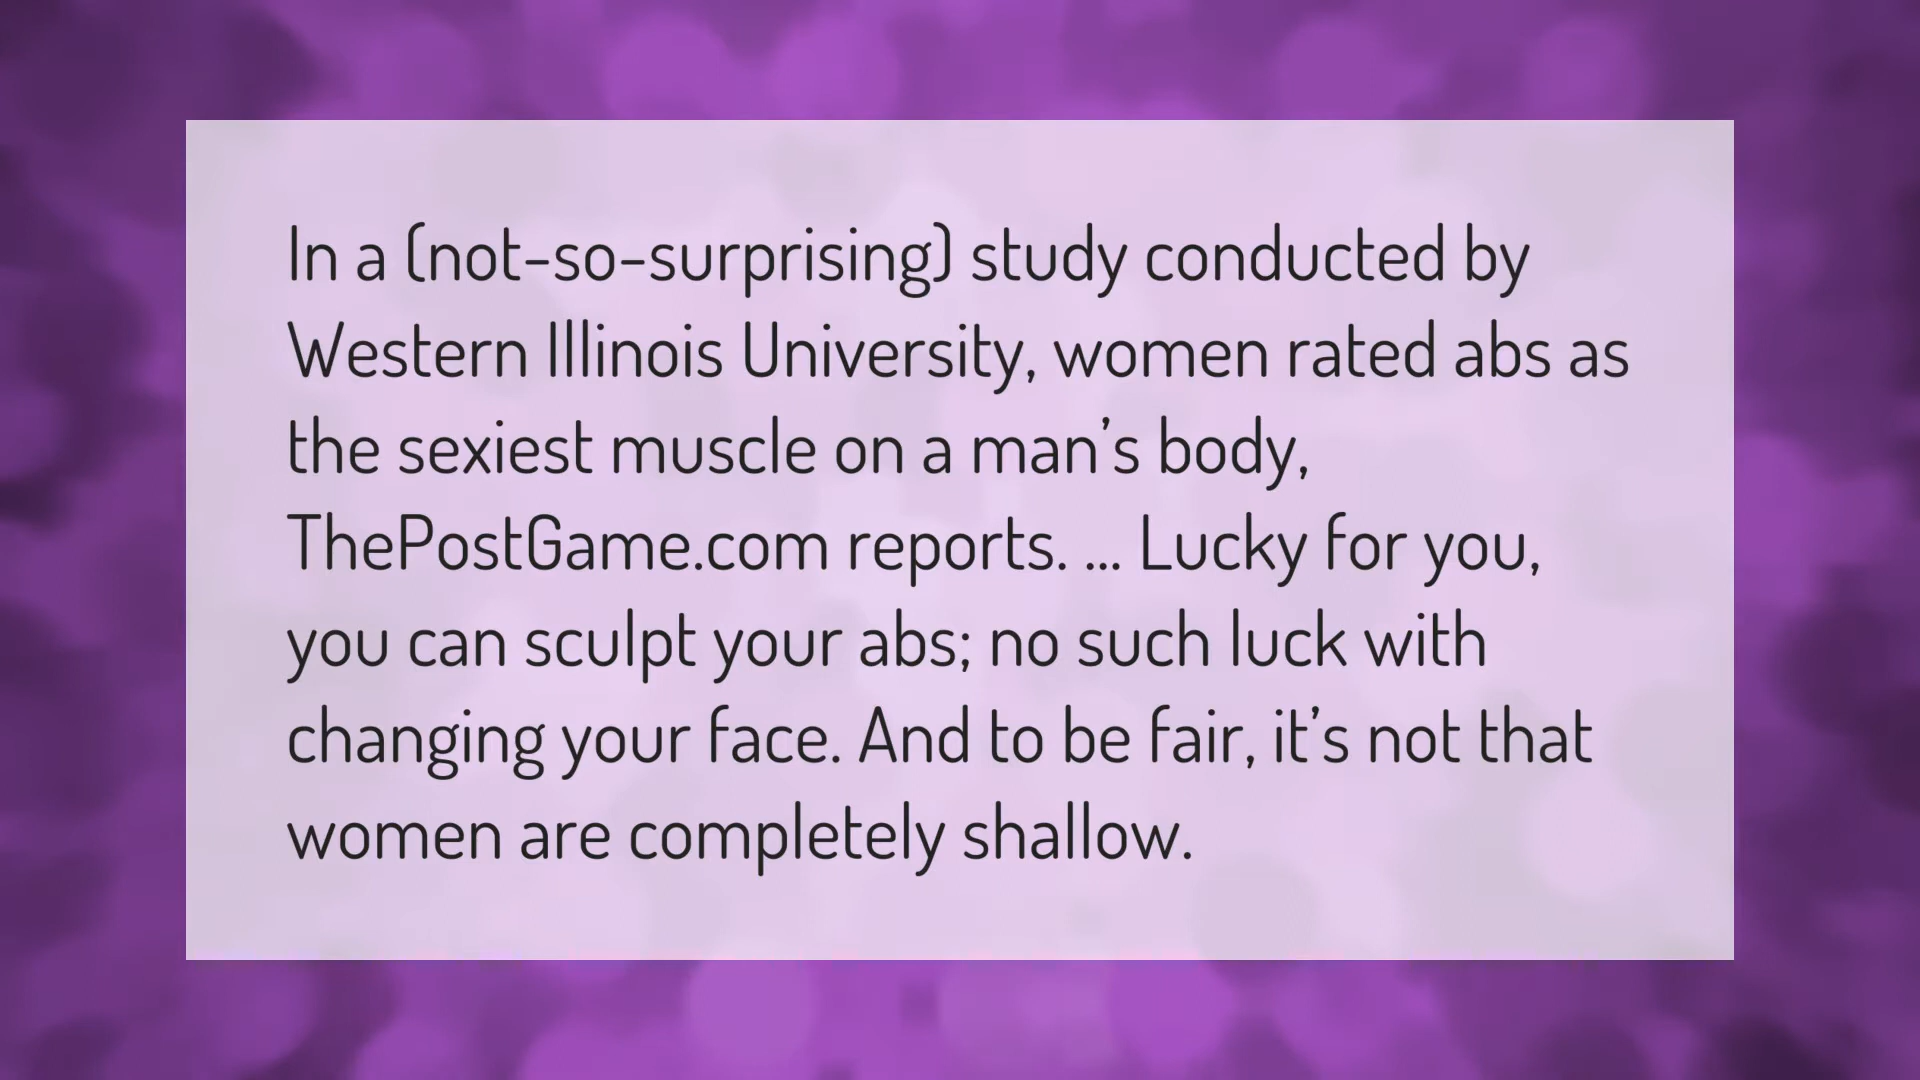 In a (not-so-surprising) study conducted by
Western Illinois University, women rated abs as
the sexiest muscle on a man's body,
ThePostGame.com reports. ... Lucky for you,
you can sculpt your abs; no such luck with
changing your face. And to be fair, it's not that
women are completely shallow.